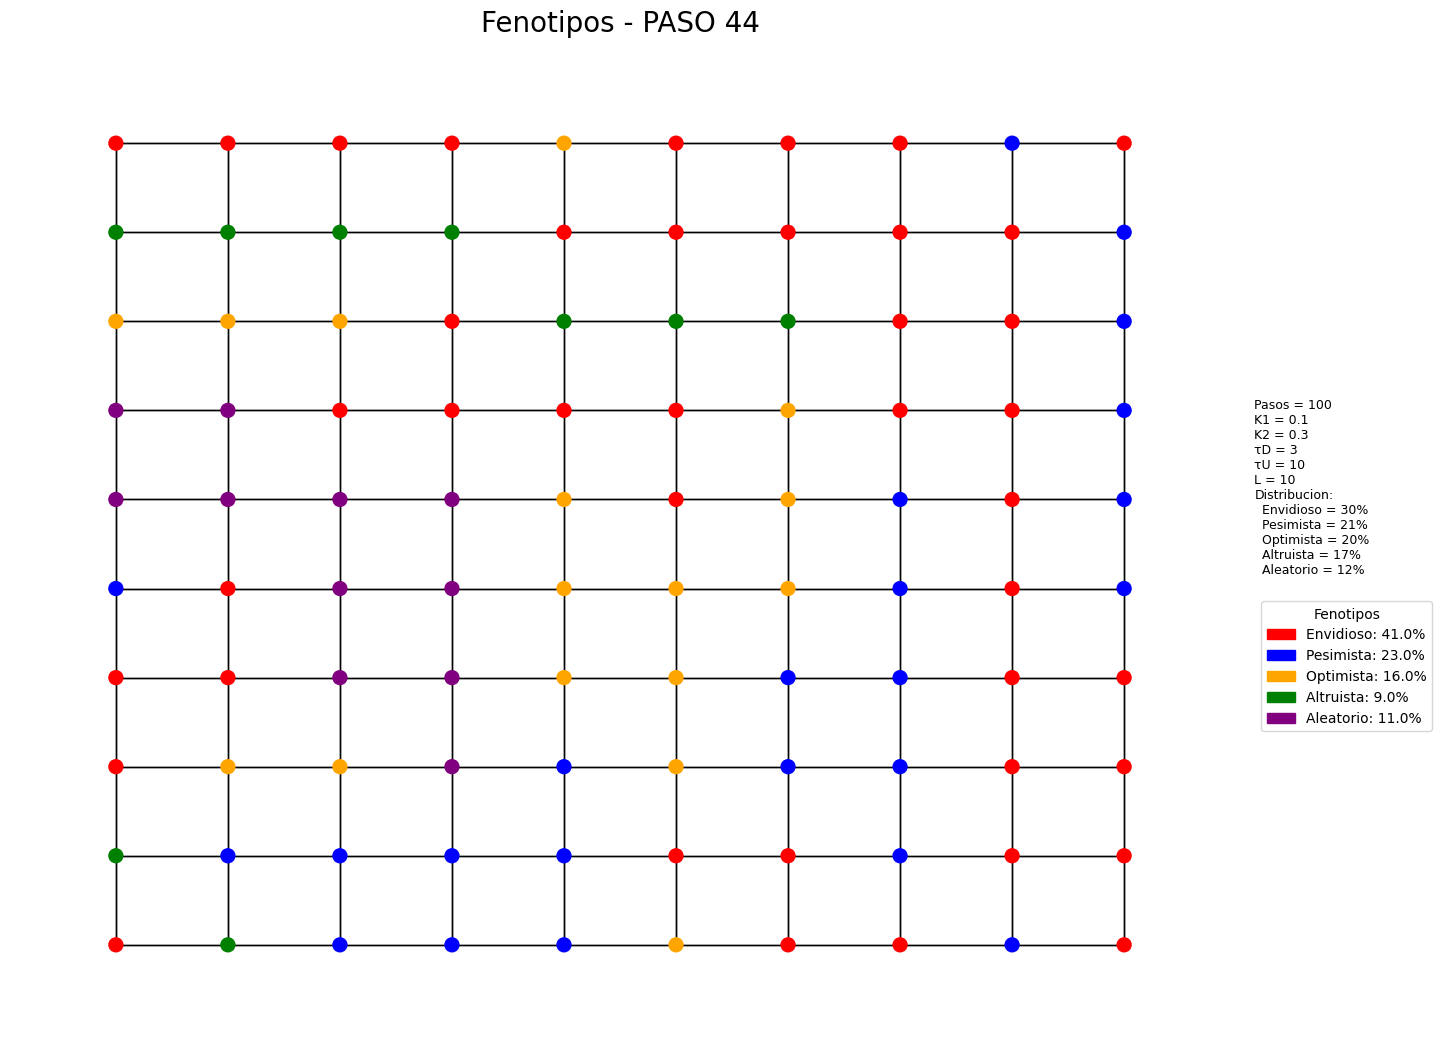 Fenotipos - PASO 44
Pasos = 100
K1 = 0.1
K2 = 0.3
τD = 3
τU = 10
L = 10
Distribucion:
Envidioso = 30%
Pesimista = 21%
Optimista = 20%
Altruista = 17%
Aleatorio = 12%
Fenotipos
Envidioso: 41.0%
Pesimista: 23.0%
Optimista: 16.0%
Altruista: 9.0%
Aleatorio: 11.0%